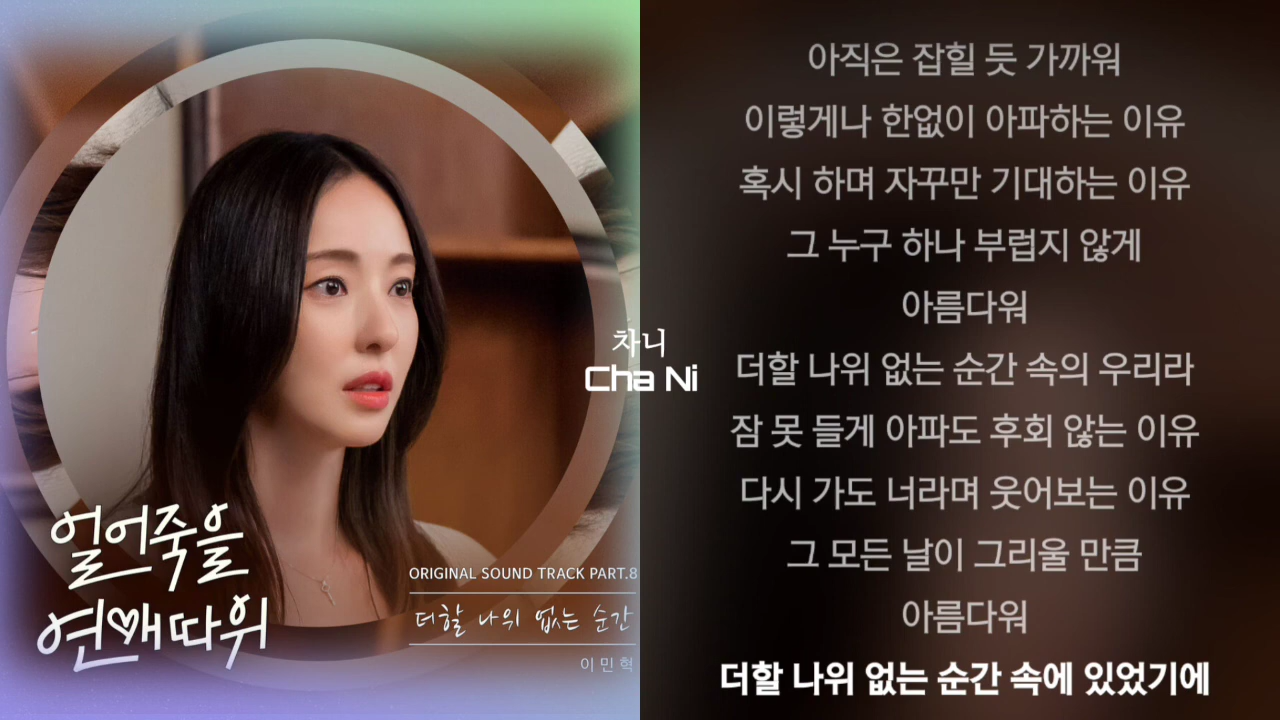 얼어죽을
연애따위
ORIGINAL SOUND TRACK PART.8
더할 나위 없는 순간
이민혁
차니
Cha Ni
아직은 잡힐 듯 가까워
이렇게나 한없이 아파하는 이유
혹시 하며 자꾸만 기대하는 이유
그 누구 하나 부럽지 않게
아름다워
더할 나위 없는 순간 속의 우리라
잠 못 들게 아파도 후회 않는 이유
다시 가도 너라며 웃어보는 이유
그 모든 날이 그리울 만큼
아름다워
더할 나위 없는 순간 속에 있었기에